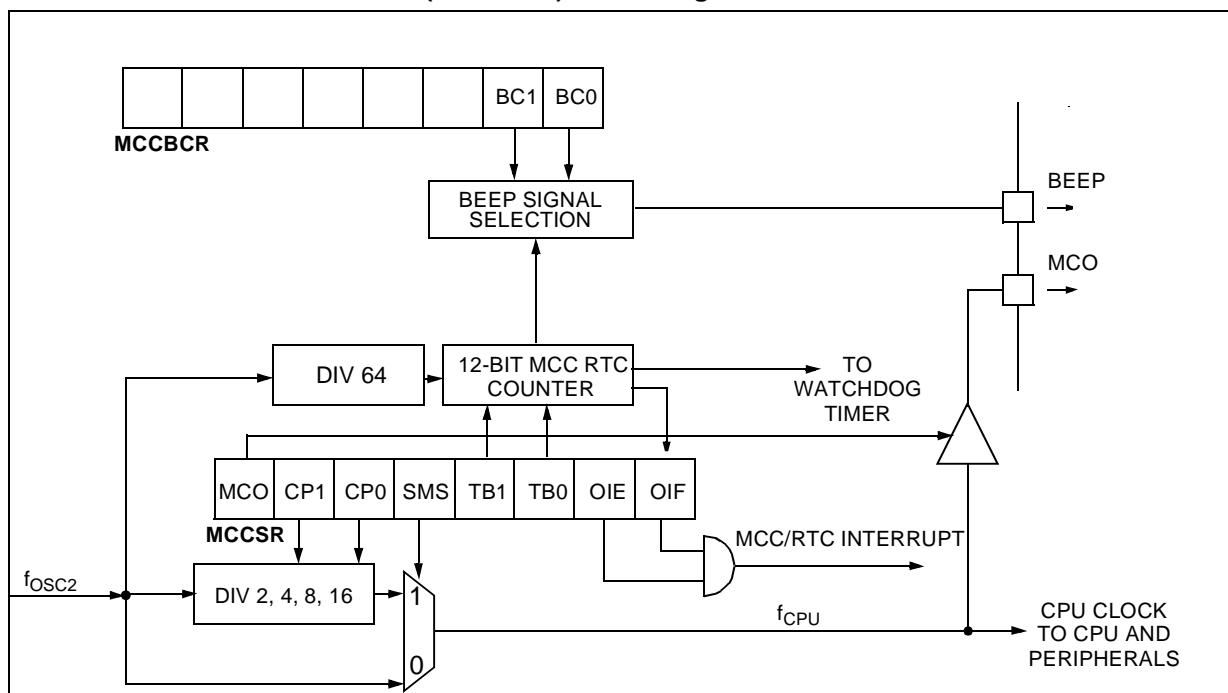 BC1 BC0
MCCBCR
BEEP SIGNAL
SELECTION
BEEP
MCO
DIV 64
12-BIT MCC RTC
COUNTER
TO
WATCHDOG
TIMER
MCO CP1 CP0 SMS TB1 TB0 OIE OIF
MCCSR
MCC/RTC INTERRUPT
fOSC2
DIV 2, 4, 8, 16
1
0
fCPU
CPU CLOCK
TO CPU AND
PERIPHERALS